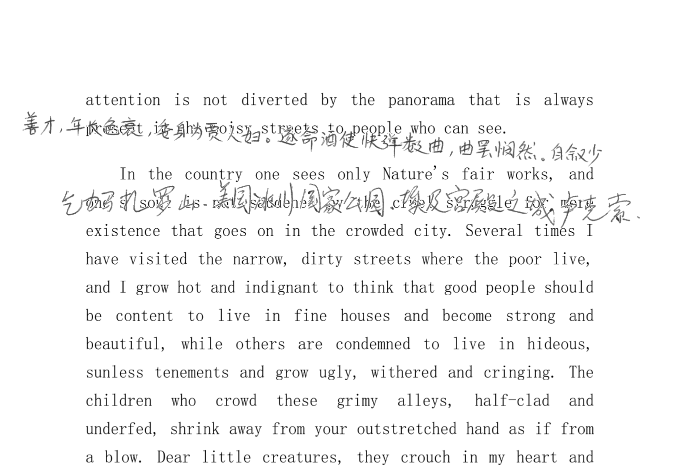 attention is not diverted by the panorama that is always
善才，年长色衰，委身为贾人妇。遂命酒使快弹数曲，曲罢悯然。自叙少
present in the noisy streets to people who can see.
In the country one sees only Nature's fair works, and
乞力马扎罗山、美国冰川国家公园、埃及宫殿之城卢克索、
one's soul is not saddened by the cruel struggle for mere
existence that goes on in the crowded city. Several times I
have visited the narrow, dirty streets where the poor live,
and I grow hot and indignant to think that good people should
be content to live in fine houses and become strong and
beautiful, while others are condemned to live in hideous,
sunless tenements and grow ugly, withered and cringing. The
children who crowd these grimy alleys, half-clad and
underfed, shrink away from your outstretched hand as if from
a blow. Dear little creatures, they crouch in my heart and